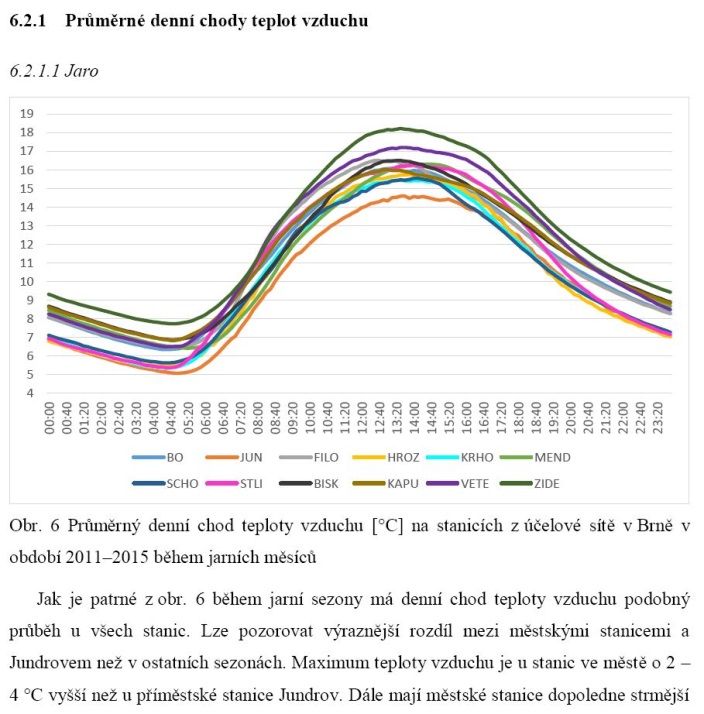 6.2.1 Průměrné denní chody teplot vzduchu
6.2.1.1 Jaro
19
18
17
16
15
14
13
12
11
10
9
8
7
6
5
4
00:00 00:40 01:20 02:00 02:40 03:20 04:00 04:40 05:20 06:00 06:40 07:20 08:00 08:40 09:20 10:00 10:40 11:20 12:00 12:40 13:20 14:00 14:40 15:20 16:00 16:40 17:20 18:00 18:40 19:20 20:00 20:40 21:20 22:00 22:40 23:20
BO JUN FILO HROZ KRHO MEND
SCHO STLI BISK KAPU VETE ZIDE
Obr. 6 Průměrný denní chod teploty vzduchu [°C] na stanicích z účelové sítě v Brně v
období 2011–2015 během jarních měsíců
Jak je patrné z obr. 6 během jarní sezony má denní chod teploty vzduchu podobný
průběh u všech stanic. Lze pozorovat výraznější rozdíl mezi městskými stanicemi a
Jundrovem než v ostatních sezonách. Maximum teploty vzduchu je u stanic ve městě o 2 –
4 °C vyšší než u příměstské stanice Jundrov. Dále mají městské stanice dopoledne strmější